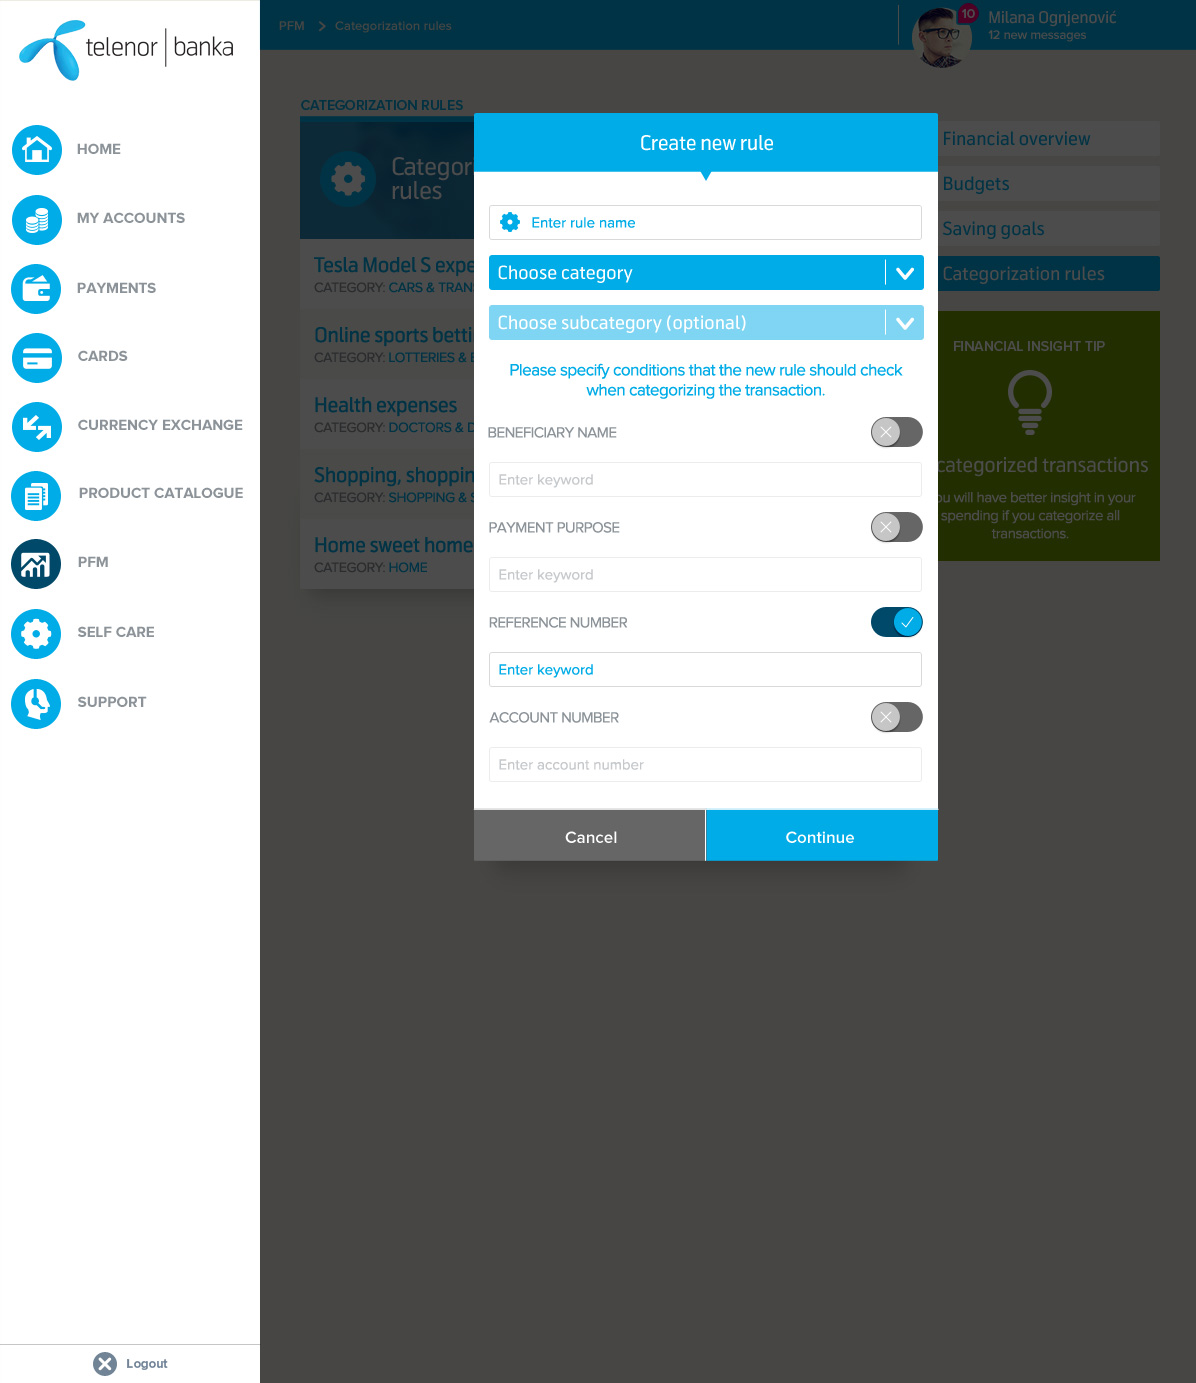 telenor | banka
HOME
MY ACCOUNTS
PAYMENTS
CARDS
CURRENCY EXCHANGE
PRODUCT CATALOGUE
PFM
SELF CARE
SUPPORT
Logout
PFM > Categorization rules
10
Milana Ognjenović
12 new messages
CATEGORIZATION RULES
rules
Tesla Model S
CATEGORY: CARS &
Online sports
CATEGORY: LOTTERIES &
Health expenses
CATEGORY: DOCTORS &
Shopping,
CATEGORY: SHOPPING &
Home sweet home
CATEGORY: HOME
Create new rule
Enter rule name
Choose category
Choose subcategory (optional)
Please specify conditions that the new rule should check
when categorizing the transaction.
BENEFICIARY NAME
Enter keyword
PAYMENT PURPOSE
Enter keyword
REFERENCE NUMBER
Enter keyword
ACCOUNT NUMBER
Enter account number
Cancel
Continue
Financial overview
Budgets
Saving goals
Categorization rules
FINANCIAL INSIGHT TIP
transactions
will have better insight in your
spending if you categorize all
transactions.